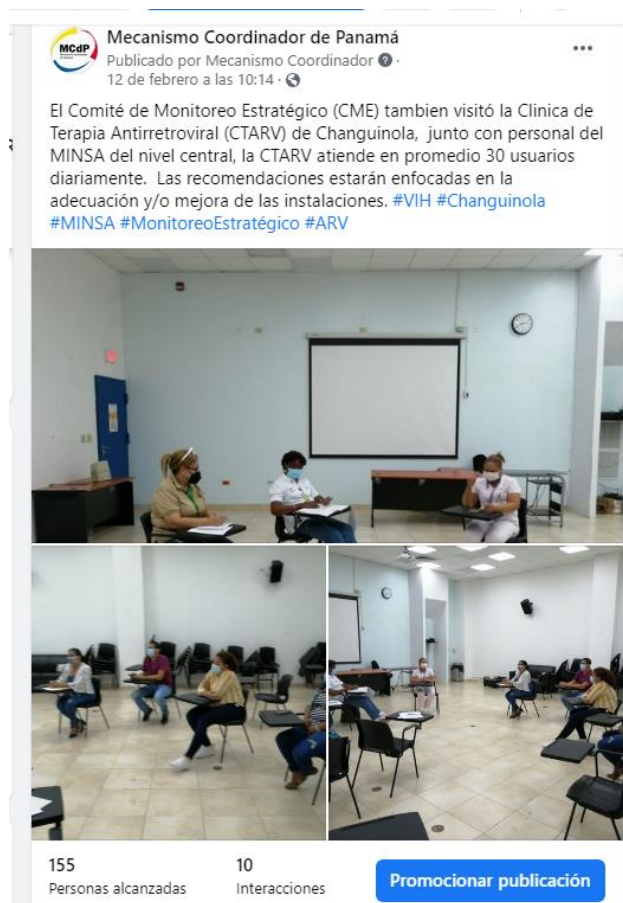 MCdP
Mecanismo Coordinador de Panamá
Publicado por Mecanismo Coordinador ·
12 de febrero a las 10:14 ·
El Comité de Monitoreo Estratégico (CME) tambien visitó la Clinica de
Terapia Antirretroviral (CTARV) de Changuinola, junto con personal del
MINSA del nivel central, la CTARV atiende en promedio 30 usuarios
diariamente. Las recomendaciones estarán enfocadas en la
adecuación y/o mejora de las instalaciones. #VIH #Changuinola
#MINSA #MonitoreoEstratégico #ARV
155
Personas alcanzadas
10
Interacciones
Promocionar publicación